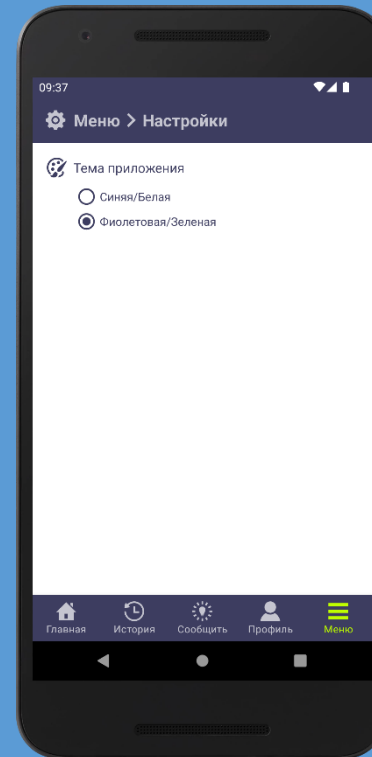 09:37
Меню > Настройки
Тема приложения
Синяя/Белая
Фиолетовая/Зеленая
Главная История Сообщить Профиль Меню